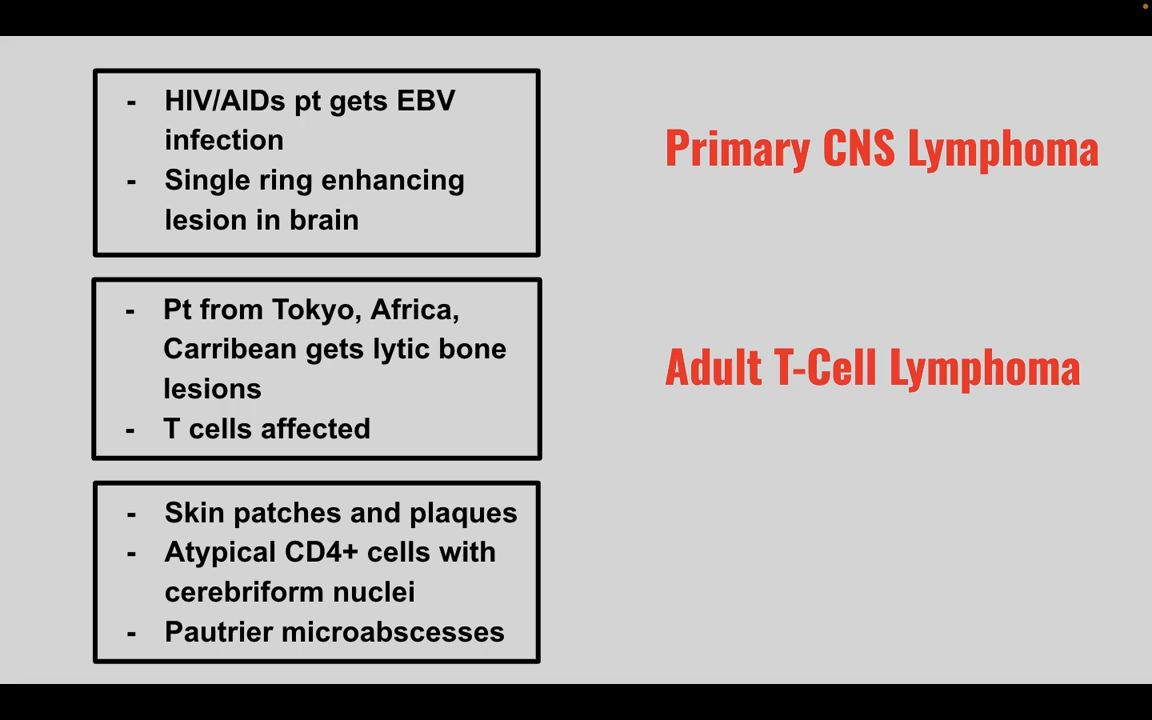 - HIV/AIDs pt gets EBV
infection
- Single ring enhancing
lesion in brain
Primary CNS Lymphoma
- Pt from Tokyo, Africa,
Carribean gets lytic bone
lesions
- T cells affected
Adult T-Cell Lymphoma
- Skin patches and plaques
- Atypical CD4+ cells with
cerebriform nuclei
- Pautrier microabscesses